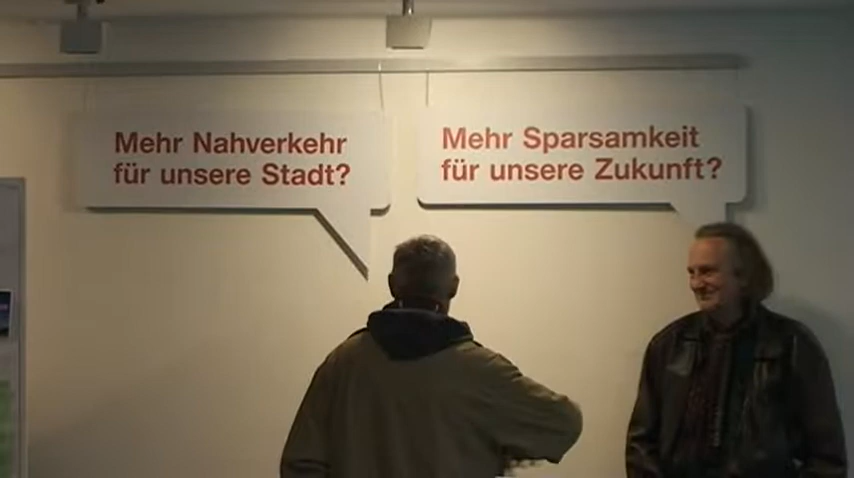 Mehr Nahverkehr
für unsere Stadt?
Mehr Sparsamkeit
für unsere Zukunft?